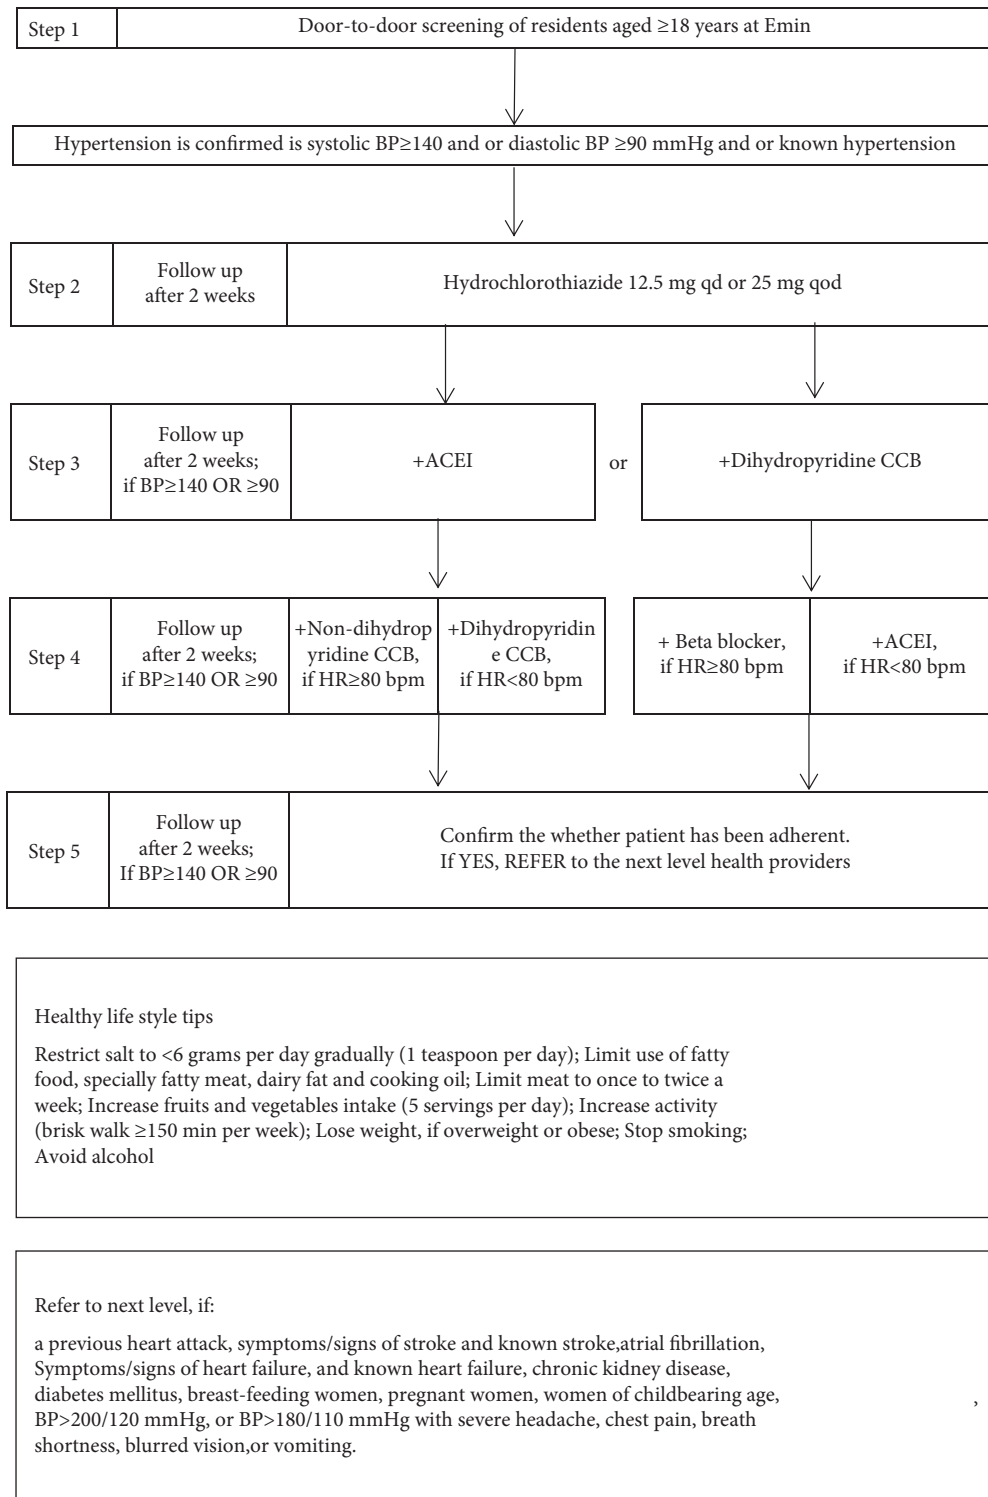 Step 1
Door-to-door screening of residents aged ≥18 years at Emin
Hypertension is confirmed is systolic BP≥140 and or diastolic BP ≥90 mmHg and or known hypertension
Step 2
Follow up
after 2 weeks
Hydrochlorothiazide 12.5 mg qd or 25 mg qod
Step 3
Follow up
after 2 weeks;
if BP≥140 OR ≥90
+ACEI
or
+Dihydropyridine CCB
Step 4
Follow up
after 2 weeks;
if BP≥140 OR ≥90
+Non-dihydrop
yridine CCB,
if HR≥80 bpm
+Dihydropyridin
e CCB,
if HR<80 bpm
+ Beta blocker,
if HR≥80 bpm
+ACEI,
if HR<80 bpm
Step 5
Follow up
after 2 weeks;
If BP≥140 OR ≥90
Confirm the whether patient has been adherent.
If YES, REFER to the next level health providers
Healthy life style tips
Restrict salt to <6 grams per day gradually (1 teaspoon per day); Limit use of fatty
food, specially fatty meat, dairy fat and cooking oil; Limit meat to once to twice a
week; Increase fruits and vegetables intake (5 servings per day); Increase activity
(brisk walk ≥150 min per week); Lose weight, if overweight or obese; Stop smoking;
Avoid alcohol
Refer to next level, if:
a previous heart attack, symptoms/signs of stroke and known stroke,atrial fibrillation,
Symptoms/signs of heart failure, and known heart failure, chronic kidney disease,
diabetes mellitus, breast-feeding women, pregnant women, women of childbearing age,
BP>200/120 mmHg, or BP>180/110 mmHg with severe headache, chest pain, breath
shortness, blurred vision,or vomiting.
,